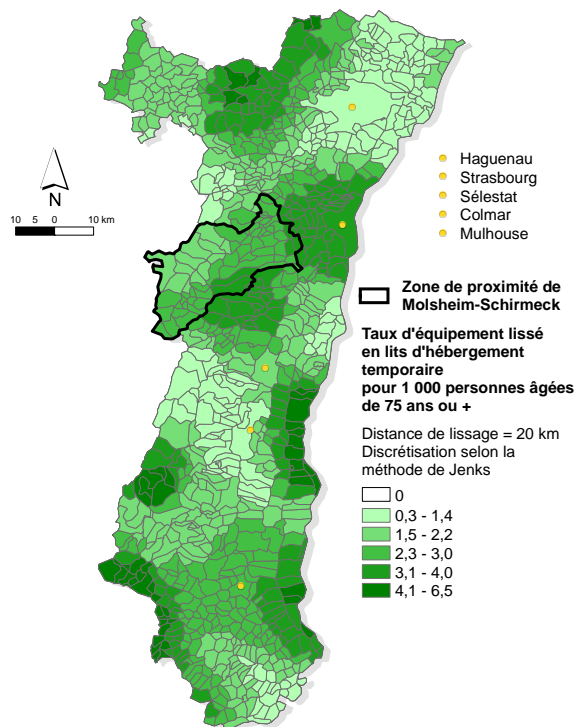 Haguenau
Strasbourg
Sélestat
Colmar
Mulhouse
N
10 5 0 10 km
Zone de proximité de
Molsheim-Schirmeck
Taux d'équipement lissé
en lits d'hébergement
temporaire
pour 1 000 personnes âgées
de 75 ans ou +
Distance de lissage = 20 km
Discrétisation selon la
méthode de Jenks
0
0,3 - 1,4
1,5 - 2,2
2,3 - 3,0
3,1 - 4,0
4,1 - 6,5